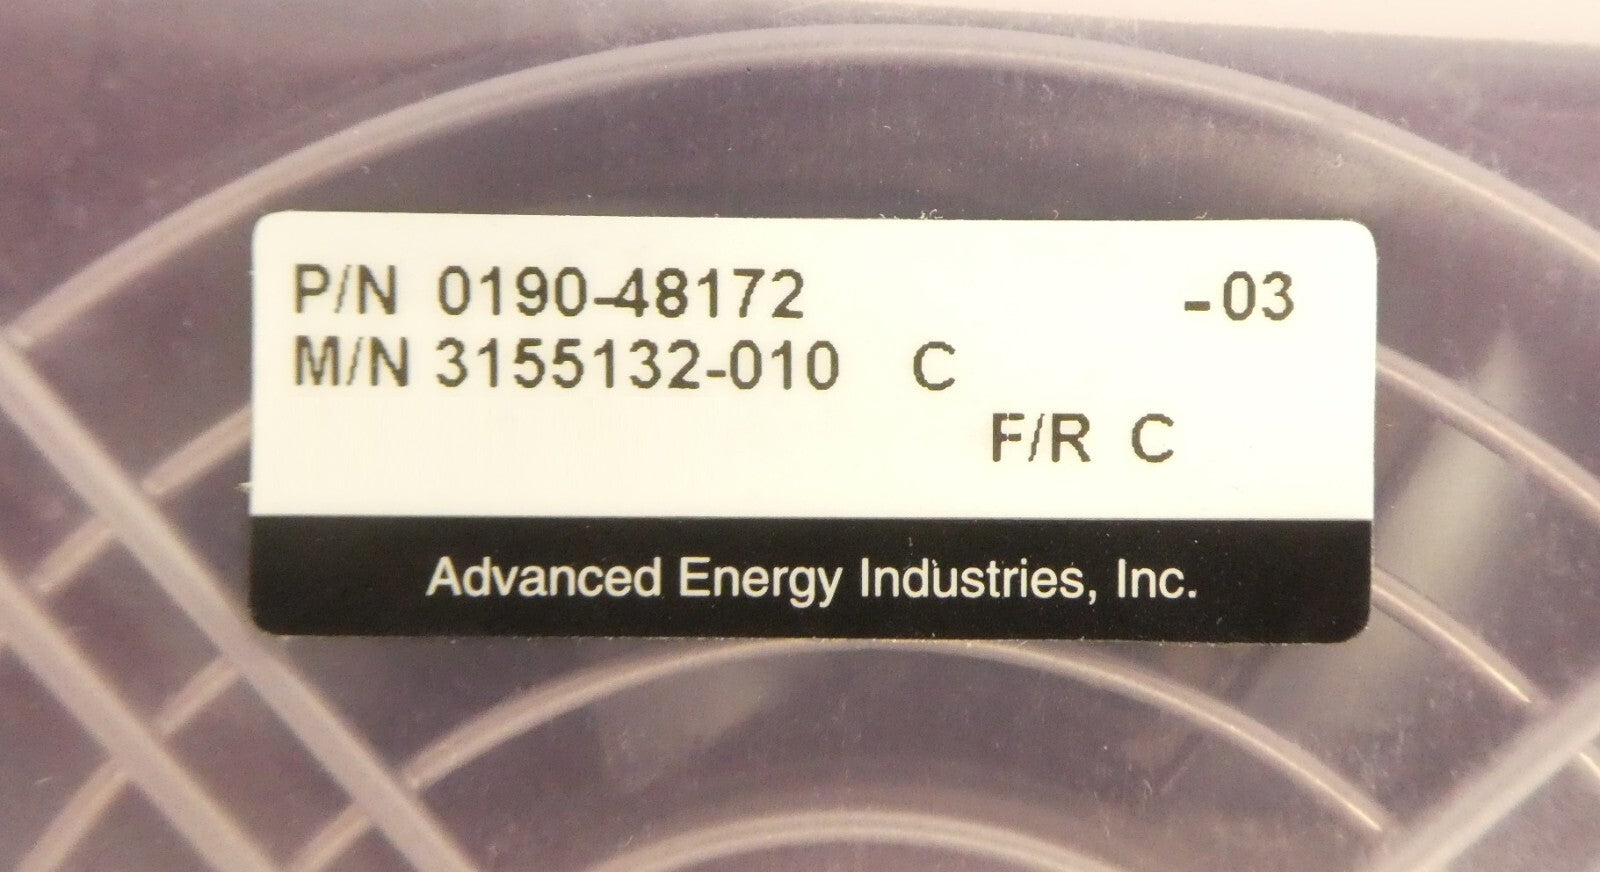 P/N 0190-48172 -03
M/N 3155132-010 C
F/R C
Advanced Energy Industries, Inc.